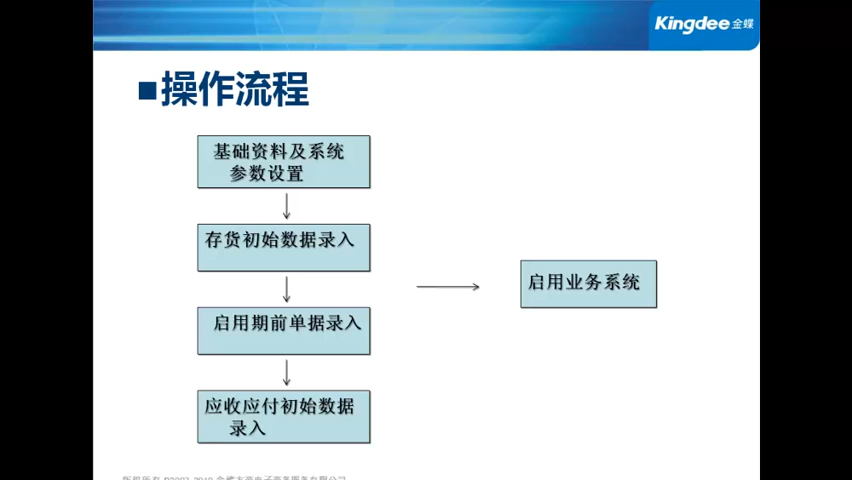 Kingdee 金蝶
■操作流程
基础资料及系统
参数设置
存货初始数据录入
启用期前单据录入
应收应付初始数据
录入
启用业务系统